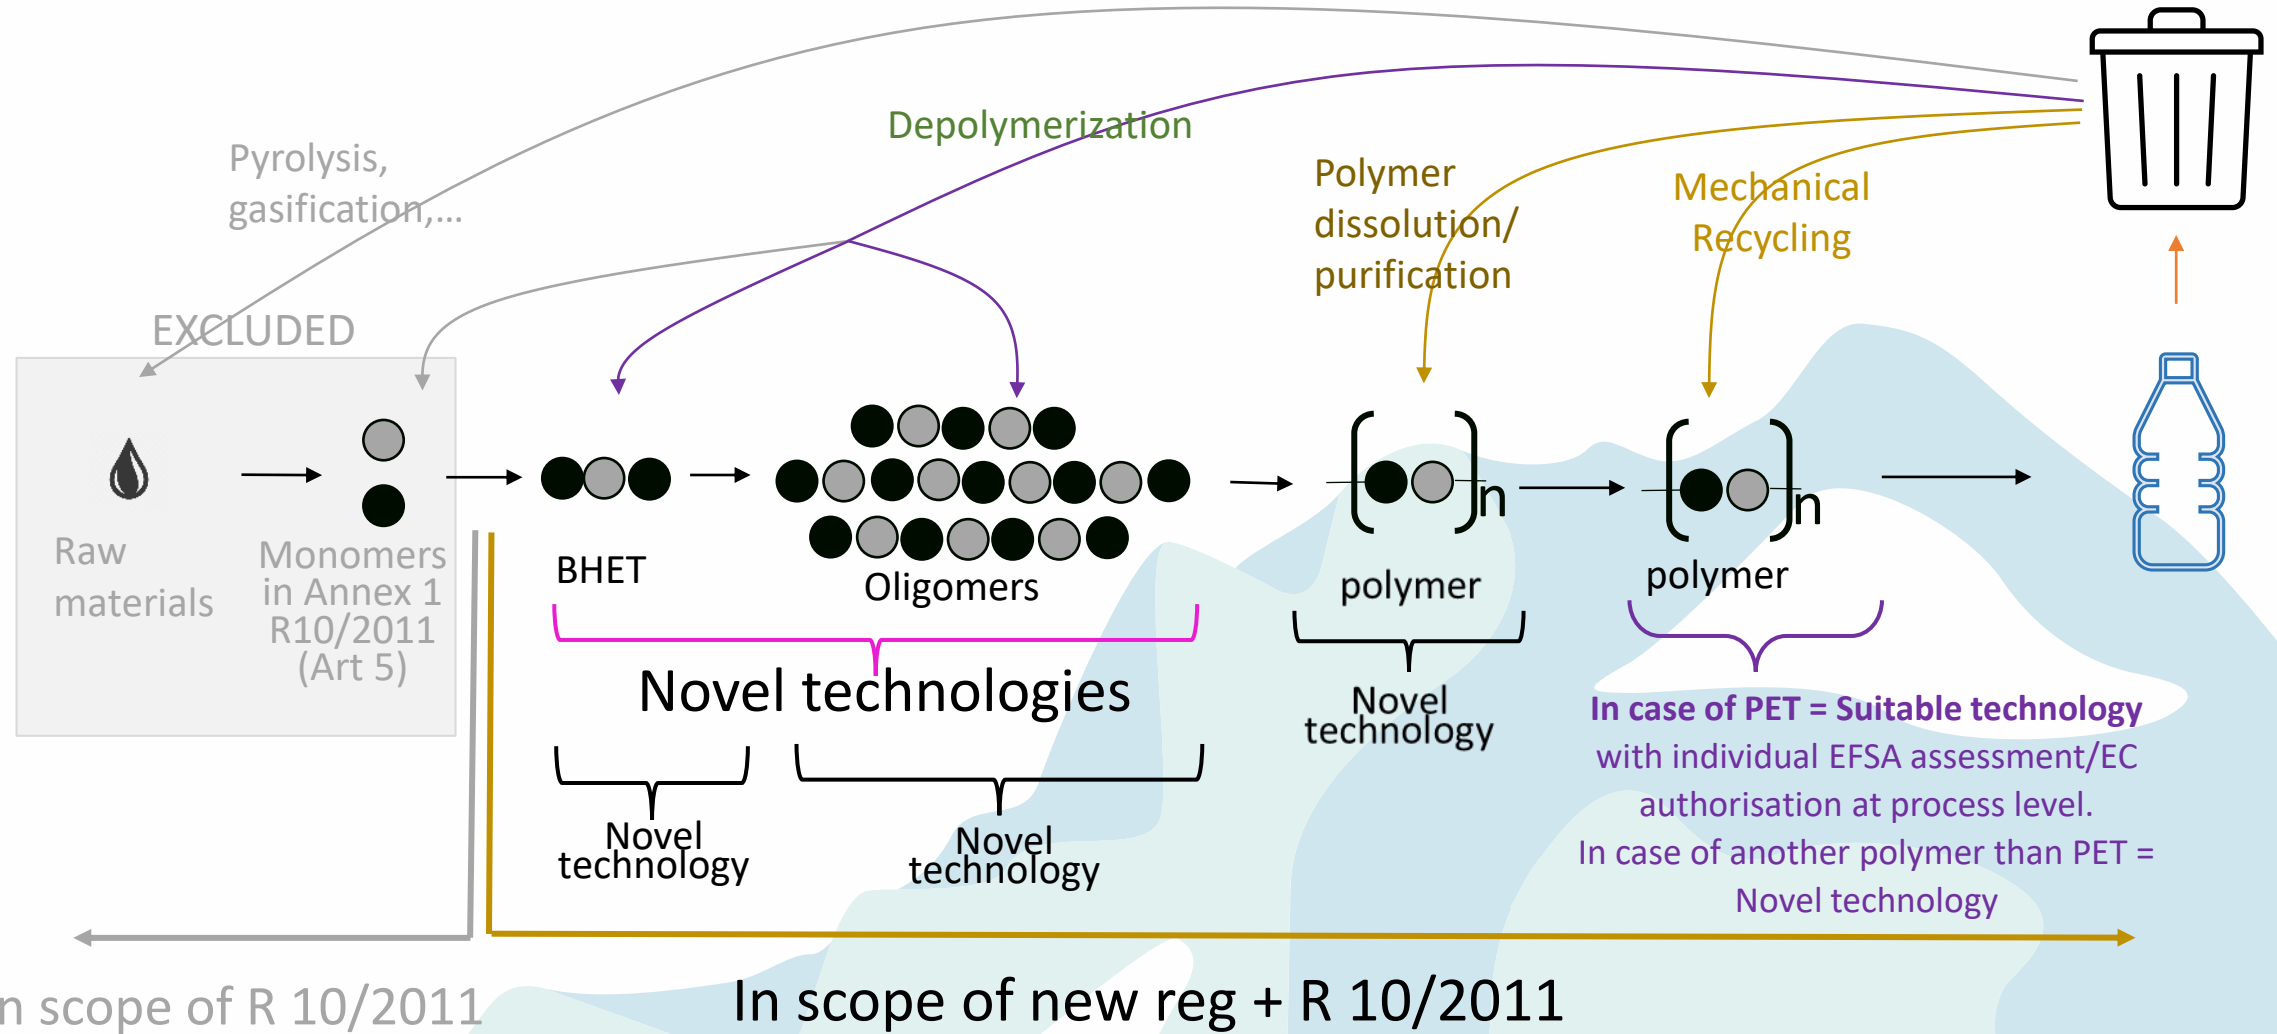 Depolymerization
Pyrolysis,
gasification,...
Polymer
dissolution/
purification
Mechanical
Recycling
EXCLUDED
Raw
materials
Monomers
in Annex 1
R10/2011
(Art 5)
BHET
Oligomers
n
polymer
n
polymer
Novel technologies
Novel
technology
Novel
technology
Novel
technology
In case of PET = Suitable technology
with individual EFSA assessment/EC
authorisation at process level.
In case of another polymer than PET =
Novel technology
n scope of R 10/2011
In scope of new reg + R 10/2011